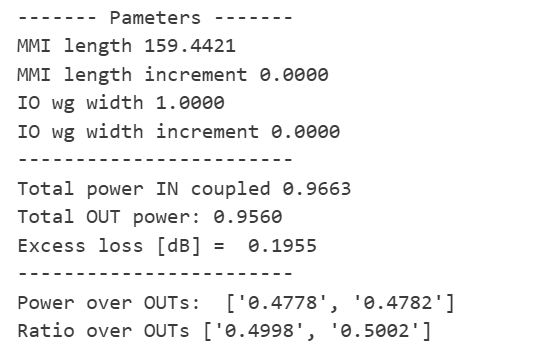 ------- Pameters -------
MMI length 159.4421
MMI length increment 0.0000
IO wg width 1.0000
IO wg width increment 0.0000
------------------------
Total power IN coupled 0.9663
Total OUT power: 0.9560
Excess loss [dB] =  0.1955
------------------------
Power over OUTs:  ['0.4778', '0.4782']
Ratio over OUTs ['0.4998', '0.5002']